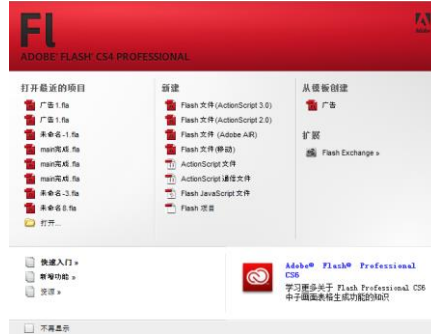 Fl
ADOBE® FLASH® CS4 PROFESSIONAL
Adobe
打开最近的项目
广告1.fla
广告1.fla
未命名-1.fla
main完成.fla
main完成.fla
未命名-3.fla
未命名8.fla
打开...
新建
Flash 文件(ActionScript 3.0)
Flash 文件(ActionScript 2.0)
Flash 文件 (Adobe AIR)
Flash 文件(移动)
ActionScript 文件
ActionScript 通信文件
Flash JavaScript 文件
Flash 项目
从模板创建
广告
扩展
Flash Exchange »
快速入门 »
新增功能 »
资源 »
Adobe® Flash® Professional
CS6
学习更多关于 Flash Professional CS6
中子画面表格生成功能的知识
不再显示